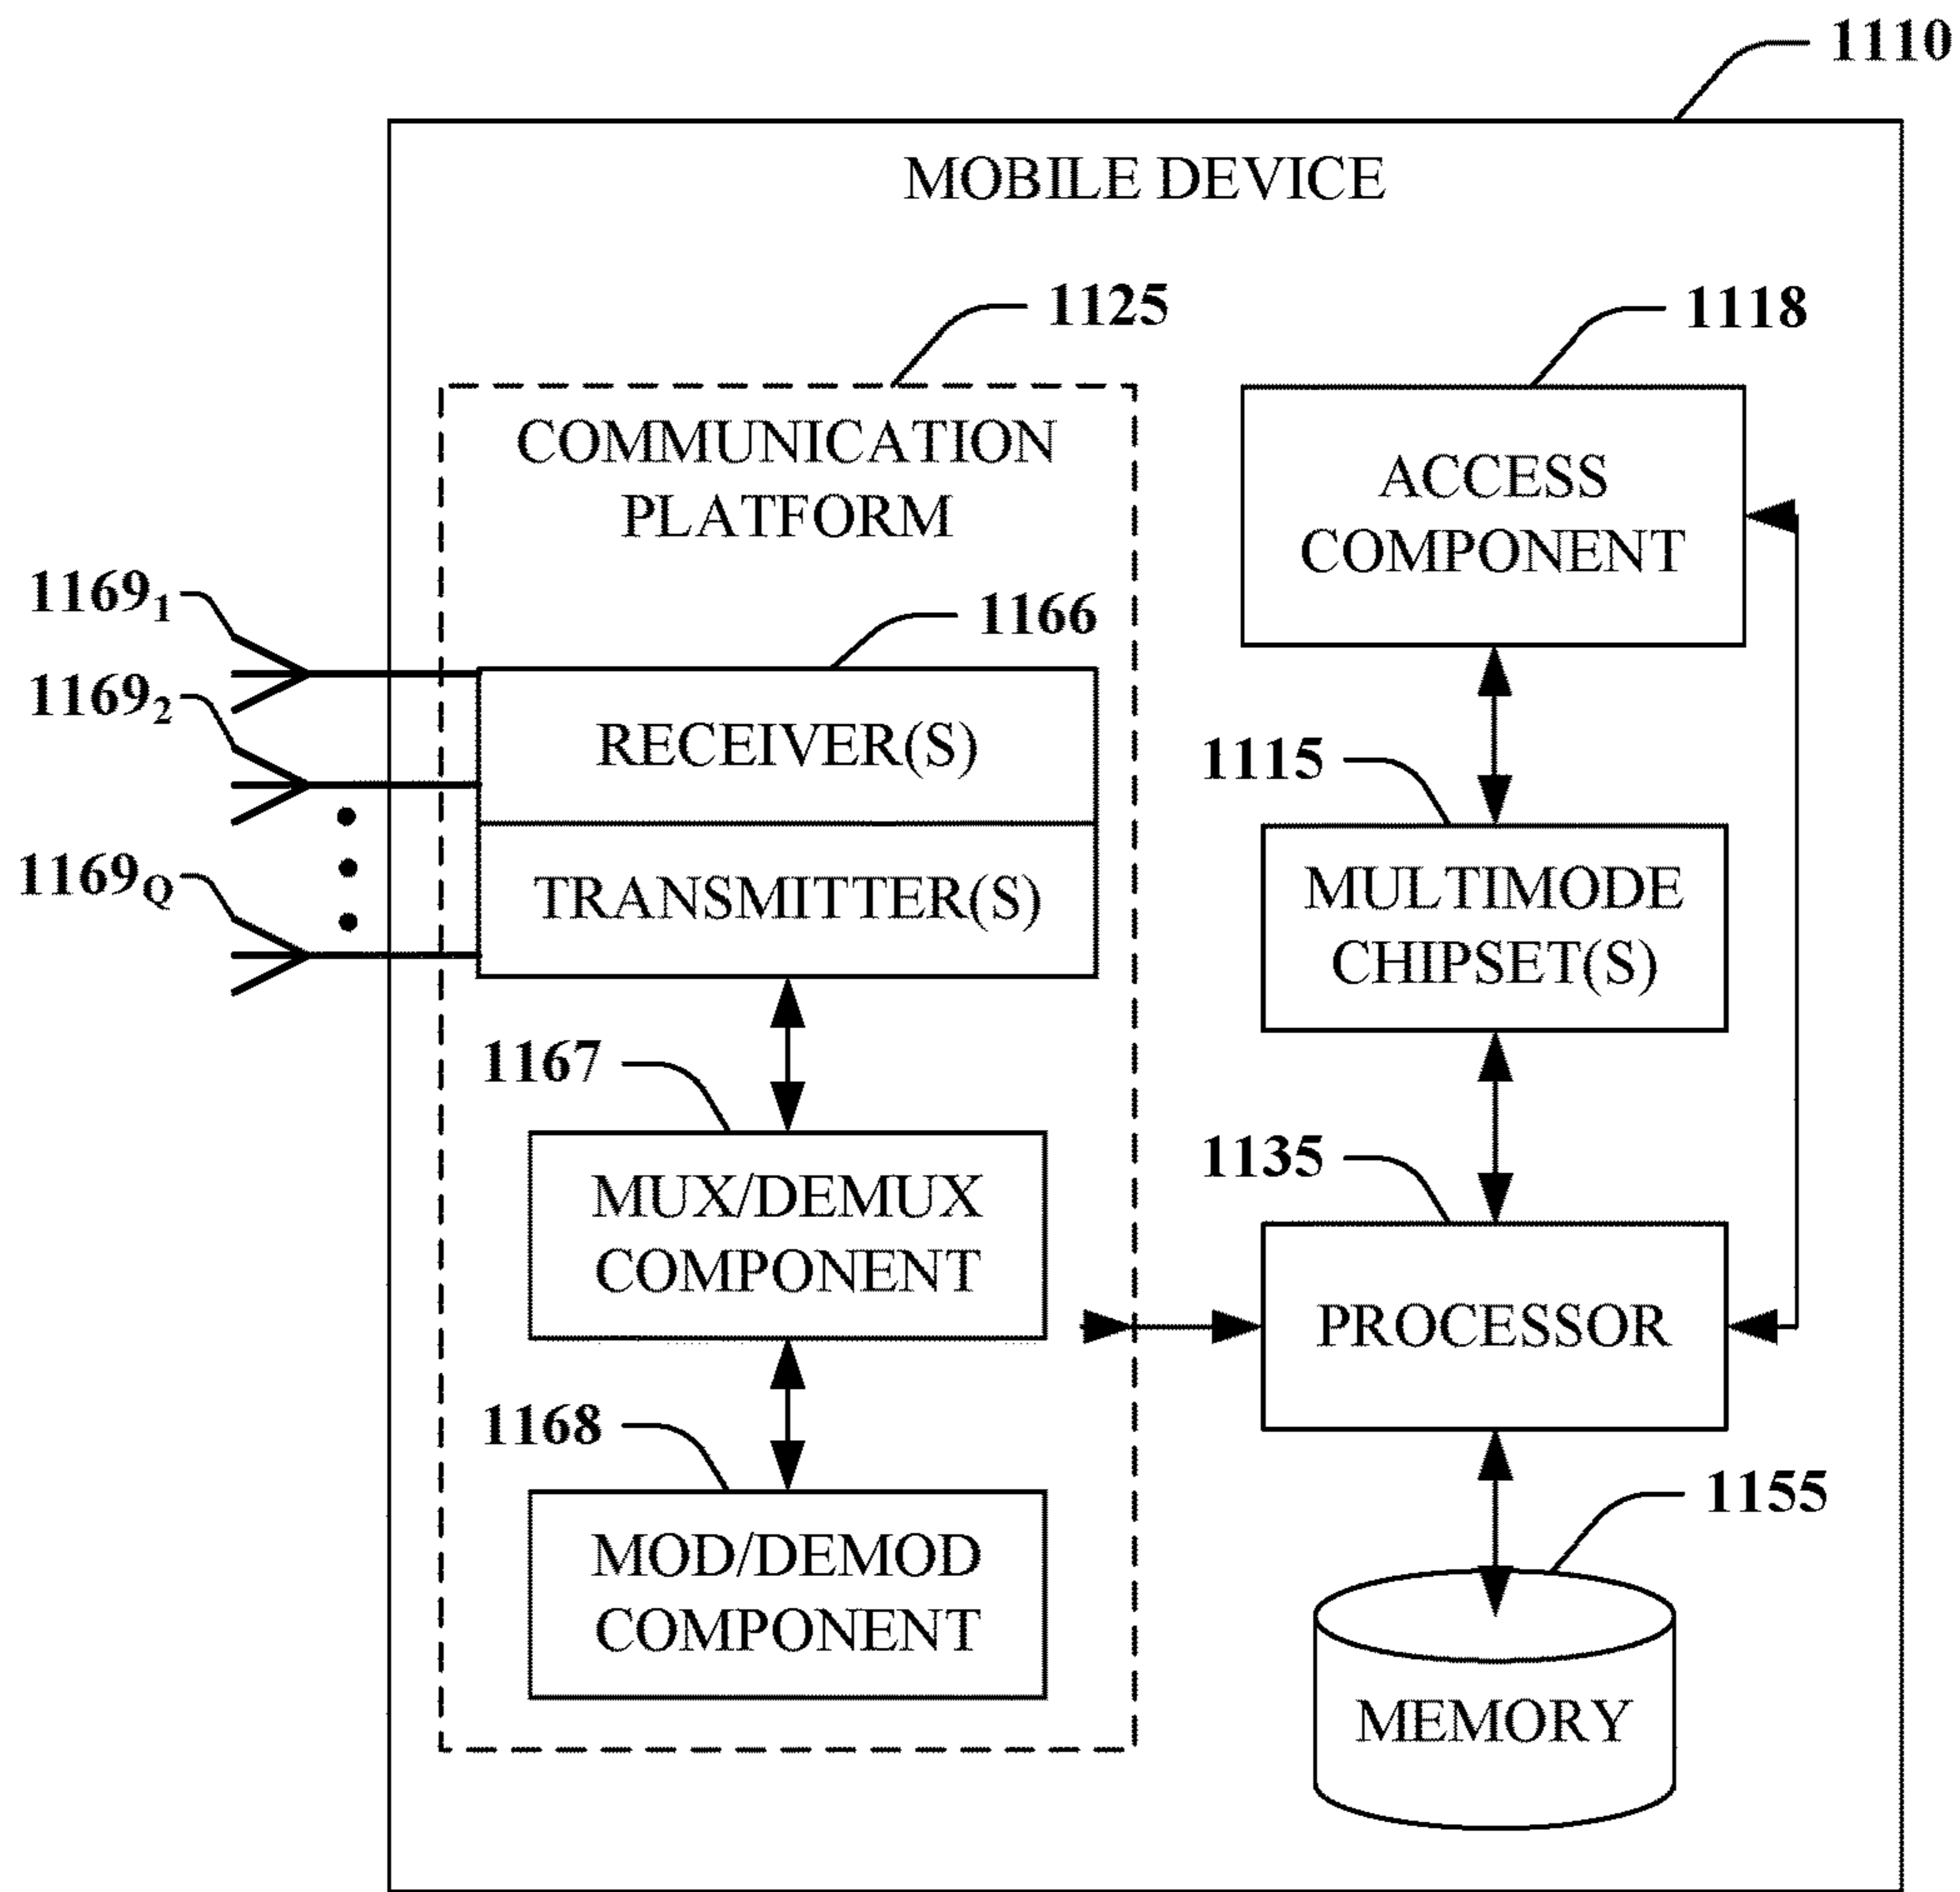 1110
MOBILE DEVICE
1125
1118
COMMUNICATION
PLATFORM
ACCESS
COMPONENT
1169₁
1166
1169₂
RECEIVER(S)
1115
1169Q
TRANSMITTER(S)
MULTIMODE
CHIPSET(S)
1167
1135
MUX/DEMUX
COMPONENT
PROCESSOR
1168
1155
MOD/DEMOD
COMPONENT
MEMORY